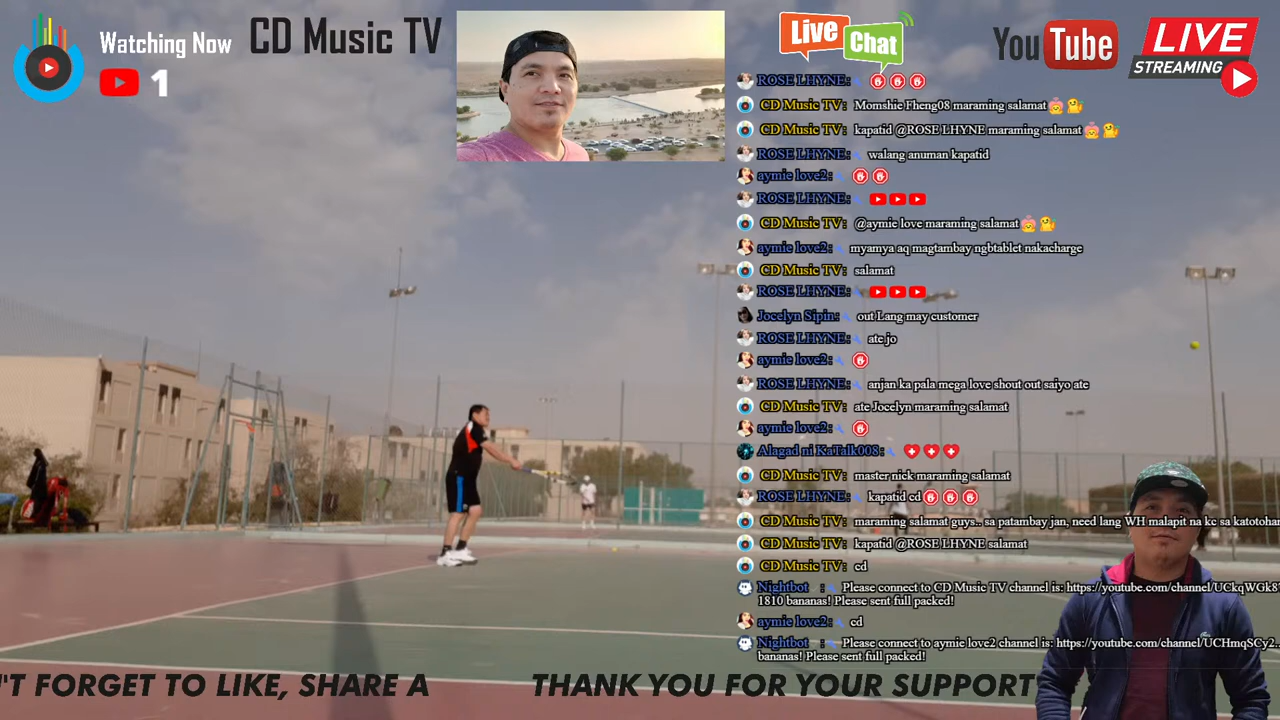 Watching Now
1
CD Music TV
Live
Chat
YouTube
LIVE
STREAMING
ROSE LHYNE:
CD Music TV: Momshie Fheng08 maraming salamat
CD Music TV: kapatid @ROSE LHYNE maraming salamat
ROSE LHYNE: walang anuman kapatid
aymie love2:
ROSE LHYNE:
CD Music TV: @aymie love maraming salamat
aymie love2: myamya aq magtambay ngbtablet nakacharge
CD Music TV: salamat
ROSE LHYNE:
Jocelyn Sipin: out Lang may customer
ROSE LHYNE: ate jo
aymie love2:
ROSE LHYNE: anjan ka pala mega love shout out saiyo ate
CD Music TV: ate Jocelyn maraming salamat
aymie love2:
Alagad ni KaTalk008:
CD Music TV: master nick maraming salamat
ROSE LHYNE: kapatid cd
CD Music TV: maraming salamat guys.. sa patambay jan, need lang WH malapit na kc sa katotohan
CD Music TV: kapatid @ROSE LHYNE salamat
CD Music TV: cd
Nightbot : Please connect to CD Music TV channel is: https://youtube.com/channel/UCkqWGk8
1810 bananas! Please sent full packed!
aymie love2: cd
Nightbot : Please connect to aymie love2 channel is: https://youtube.com/channel/UCHmqSCy2...
bananas! Please sent full packed!
'T FORGET TO LIKE, SHARE A
THANK YOU FOR YOUR SUPPORT